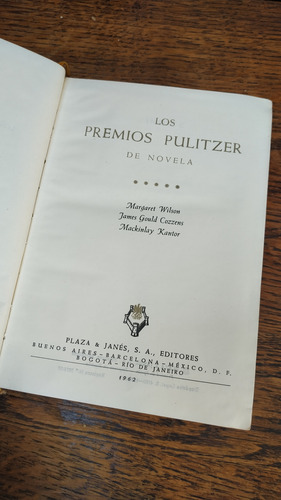 LOS
PREMIOS PULITZER
DE NOVELA
* * * * *
Margaret Wilson
James Gould Cozzens
Mackinlay Kantor
PLAZA & JANÉS, S. A., EDITORES
BUENOS AIRES - BARCELONA - MÉXICO, D. F.
BOGOTÁ - RÍO DE JANEIRO
1962